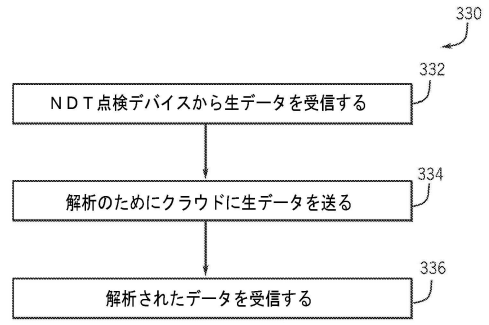 330
332
NDT点検デバイスから生データを受信する
334
解析のためにクラウドに生データを送る
336
解析されたデータを受信する